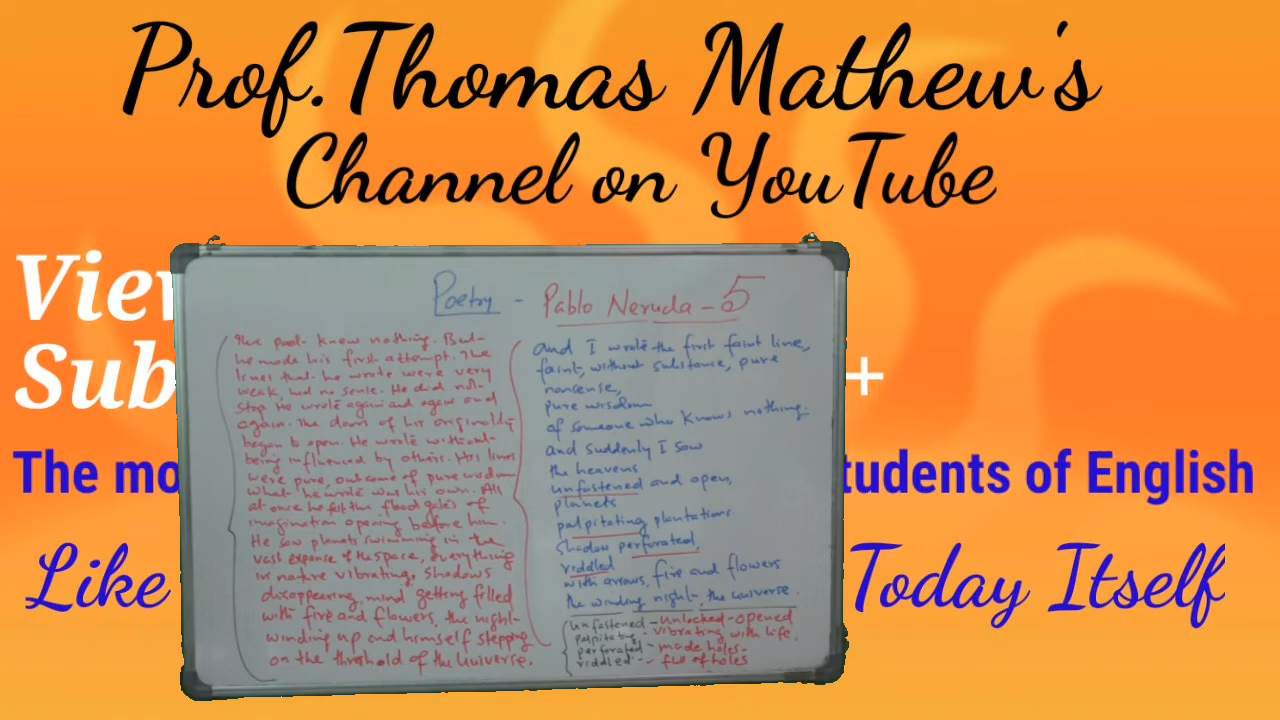 Prof.Thomas Mathew's
Channel on YouTube
View
Sub +
The mo tudents of English
Like Today Itself
Poetry - Pablo Neruda - 5
The poet knew nothing. But
he made his first attempt. The
lines that he wrote were very
weak, had no sense. He did not
stop He wrote again and again and
again. The doors of his originality
began to open. He wrote without
being influenced by others. His lines
were pure, outcome of pure wisdom
What he wrote was his own. All
at once he felt the flood gates of
imagination opening before him.
He saw planets swimming in the
vast expanse of the space, everything
in nature vibrating, shadows
disappearing, mind getting filled
with fire and flowers, the night
winding up and himself stepping
on the threshold of the Universe.
and I wrote the first faint line,
faint, without substance, pure
nonsense,
pure wisdom
of someone who knows nothing.
and suddenly I saw
the heavens
unfastened and open,
planets
palpitating plantations
shadow perforated,
riddled
with arrows, fire and flowers
the winding night, the universe.
unfastened - unlocked - opened
palpitating - vibrating with life.
perforated - made holes-
riddled - full of holes